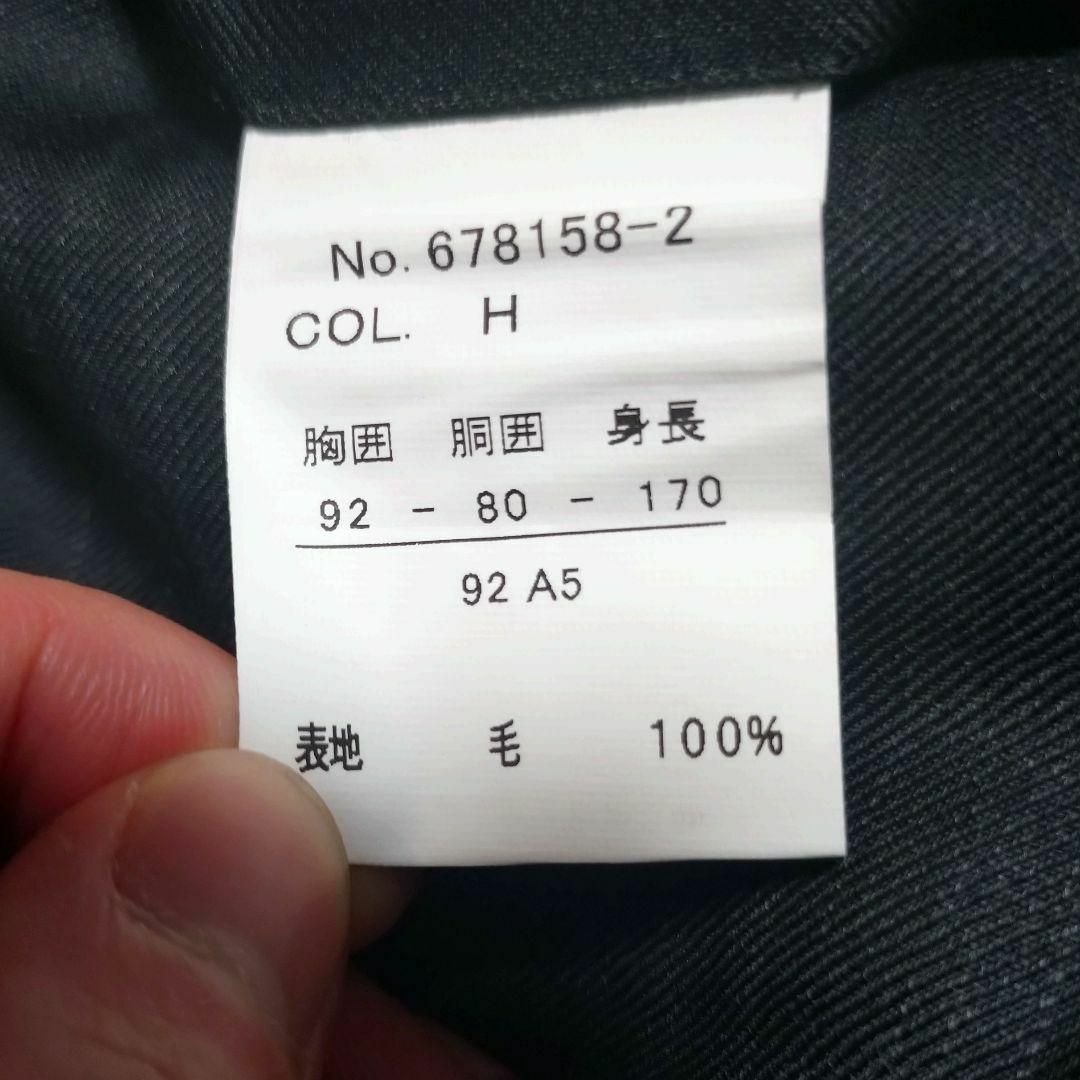 No. 678158-2
COL. H
胸囲 胴囲 身長
92 - 80 - 170
92 A5
表地 毛 100%